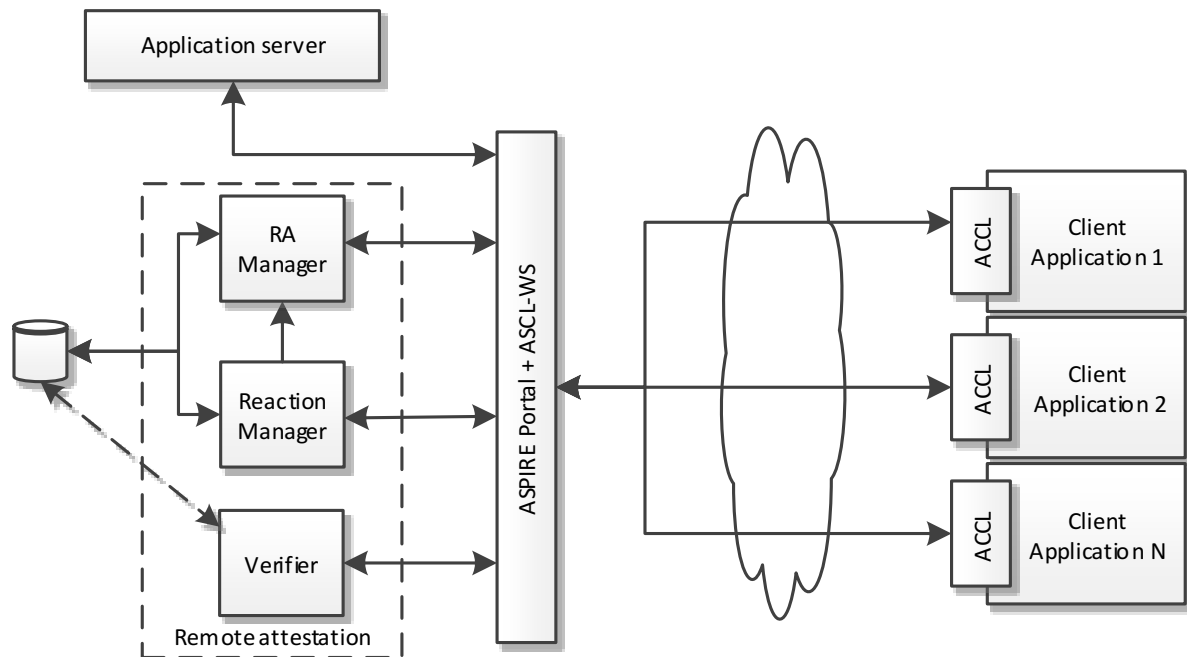 Application server
RA
Manager
Reaction
Manager
Verifier
Remote attestation
ASPIRE Portal + ASCL-WS
ACCL
Client
Application 1
ACCL
Client
Application 2
ACCL
Client
Application N